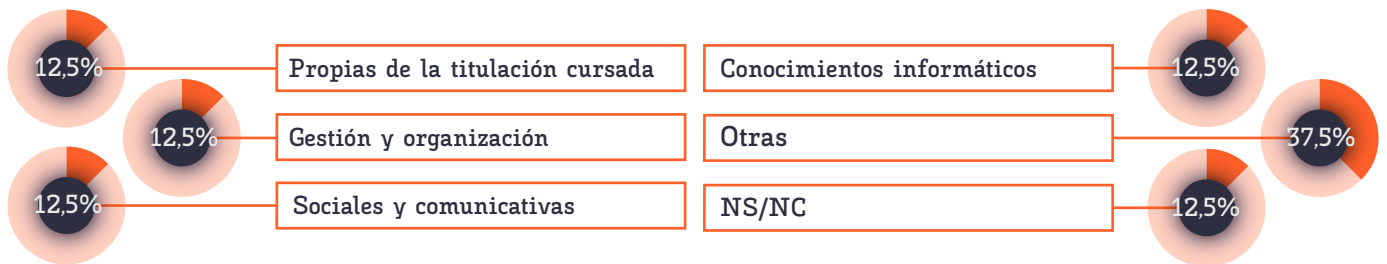 12,5% Propias de la titulación cursada
12,5% Gestión y organización
12,5% Sociales y comunicativas
Conocimientos informáticos 12,5%
Otras 37,5%
NS/NC 12,5%